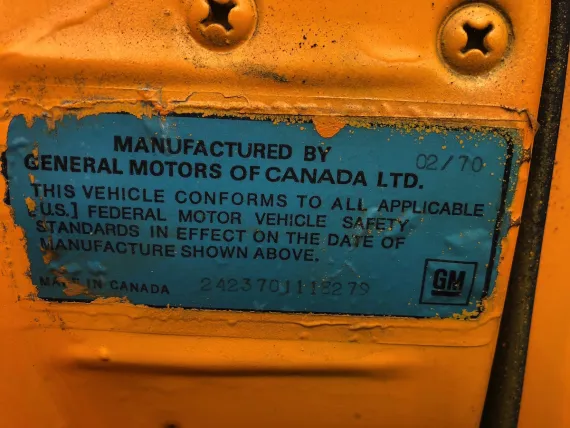 MANUFACTURED BY 02/70
GENERAL MOTORS OF CANADA LTD.
THIS VEHICLE CONFORMS TO ALL APPLICABLE
[U.S.] FEDERAL MOTOR VEHICLE SAFETY
STANDARDS IN EFFECT ON THE DATE OF
MANUFACTURE SHOWN ABOVE.
MADE IN CANADA
GM